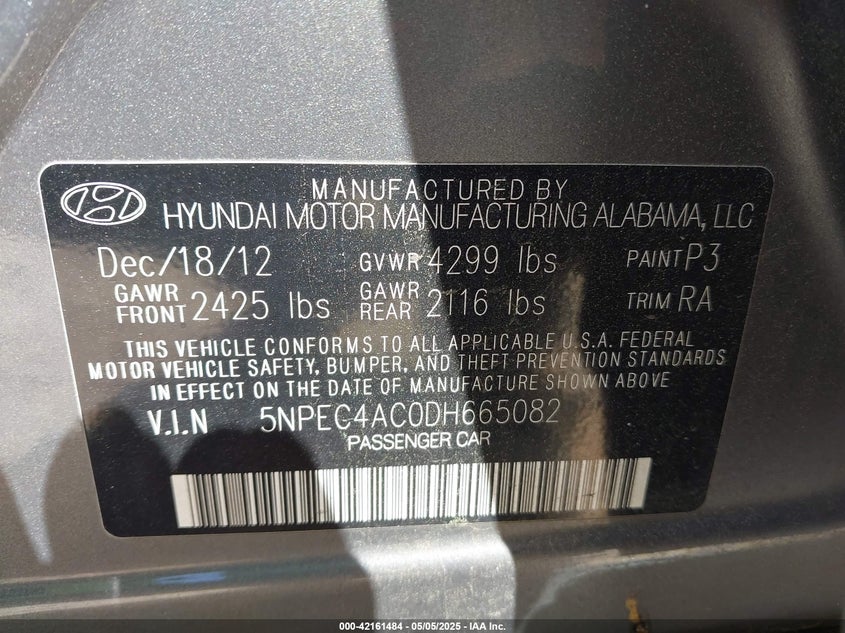 MANUFACTURED BY
HYUNDAI MOTOR MANUFACTURING ALABAMA, LLC
Dec/18/12 GVWR 4299 lbs PAINT P3
GAWR FRONT 2425 lbs GAWR REAR 2116 lbs TRIM RA
THIS VEHICLE CONFORMS TO ALL APPLICABLE U.S.A. FEDERAL
MOTOR VEHICLE SAFETY, BUMPER, AND THEFT PREVENTION STANDARDS
IN EFFECT ON THE DATE OF MANUFACTURE SHOWN ABOVE
V.I.N 5NPEC4AC0DH665082
PASSENGER CAR
000-42161484 - 05/05/2025 - IAA Inc.